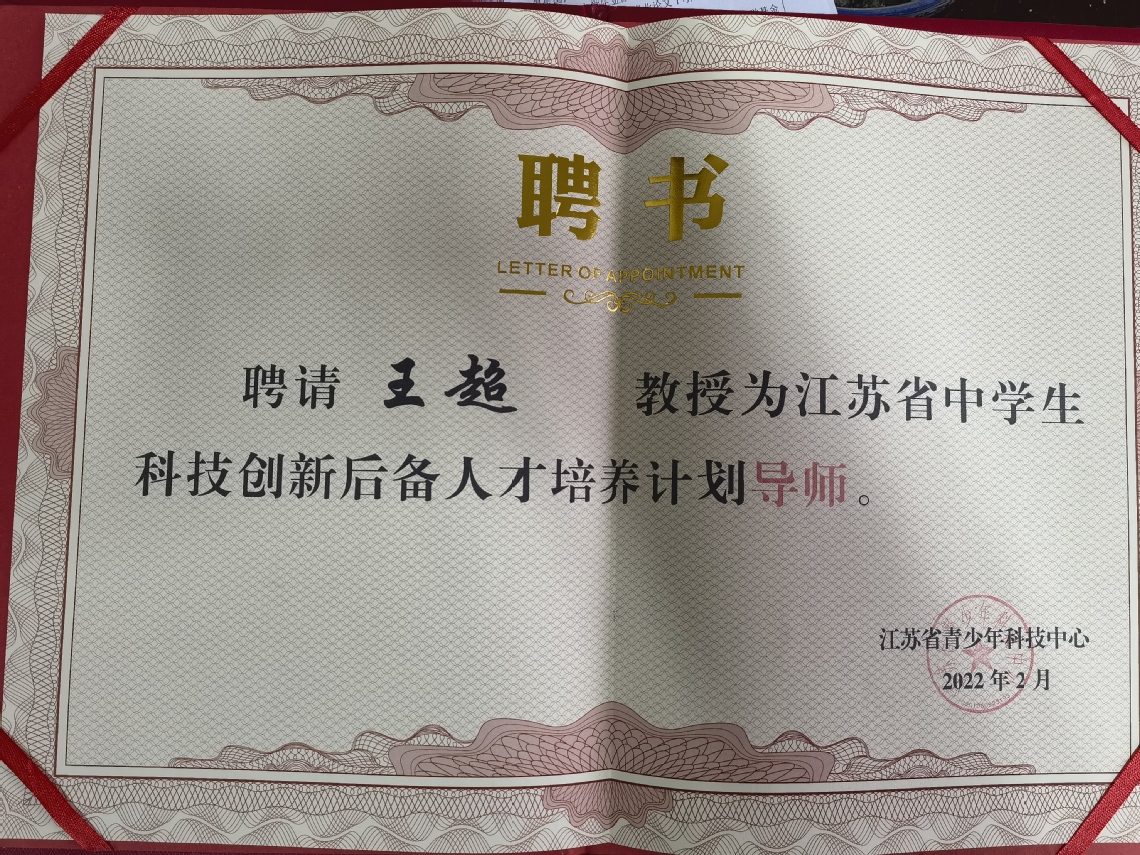 聘书
LETTER OF APPOINTMENT
聘请 王超 教授为江苏省中学生
科技创新后备人才培养计划导师。
江苏省青少年科技中心
2022年2月